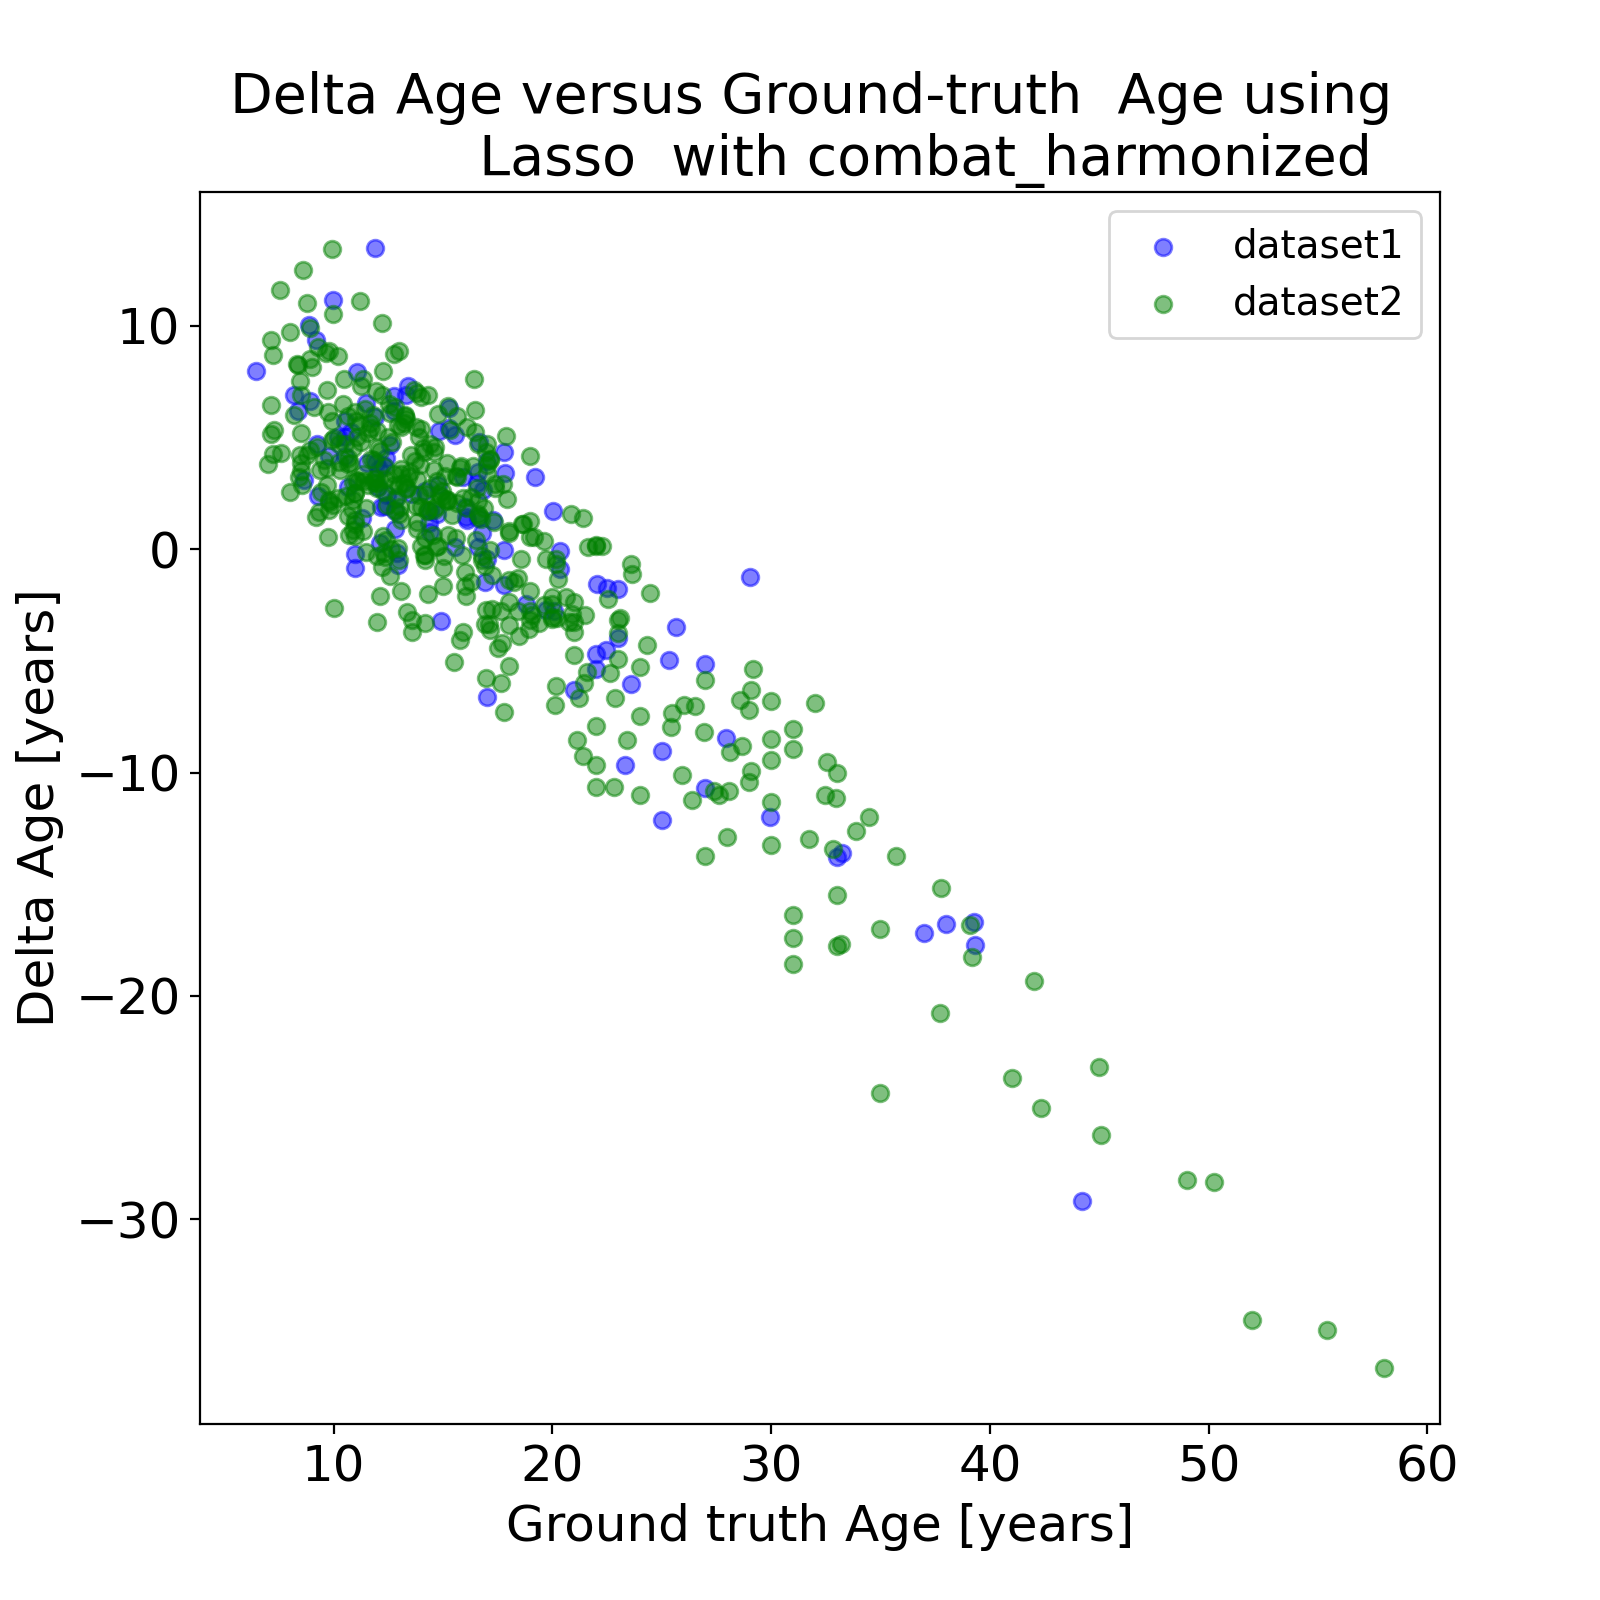 Delta Age versus Ground-truth  Age using
Lasso  with combat_harmonized
dataset1
dataset2
10
0
−10
−20
−30
Delta Age [years]
10 20 30 40 50 60
Ground truth Age [years]